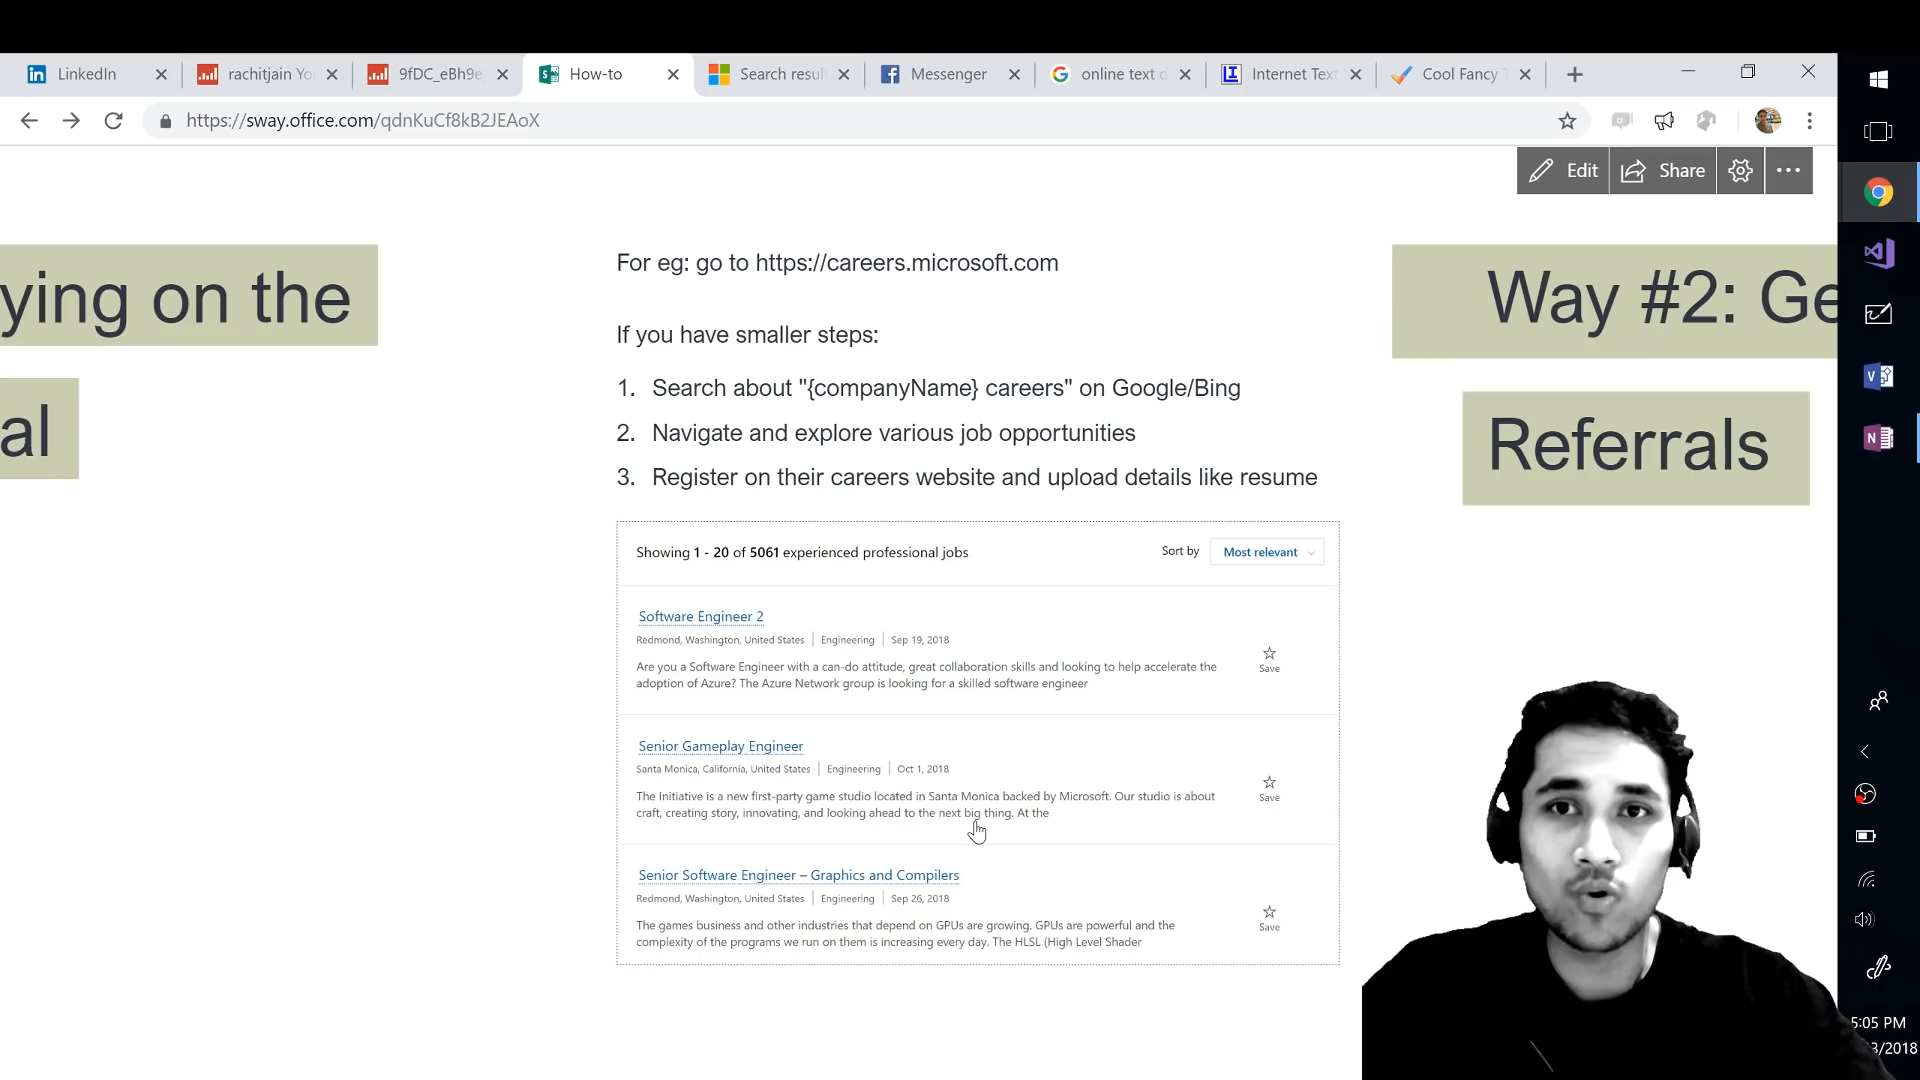 LinkedIn
rachitjain Yo
9fDC_eBh9e
How-to
Search resul
Messenger
online text d
Internet Text
Cool Fancy T
https://sway.office.com/qdnKuCf8kB2JEAoX
Edit
Share
ying on the
al
For eg: go to https://careers.microsoft.com
If you have smaller steps:
1. Search about "{companyName} careers" on Google/Bing
2. Navigate and explore various job opportunities
3. Register on their careers website and upload details like resume
Showing 1 - 20 of 5061 experienced professional jobs
Sort by
Most relevant
Software Engineer 2
Redmond, Washington, United States | Engineering | Sep 19, 2018
Are you a Software Engineer with a can-do attitude, great collaboration skills and looking to help accelerate the
adoption of Azure? The Azure Network group is looking for a skilled software engineer
Save
Senior Gameplay Engineer
Santa Monica, California, United States | Engineering | Oct 1, 2018
The Initiative is a new first-party game studio located in Santa Monica backed by Microsoft. Our studio is about
craft, creating story, innovating, and looking ahead to the next big thing. At the
Save
Senior Software Engineer – Graphics and Compilers
Redmond, Washington, United States | Engineering | Sep 26, 2018
The games business and other industries that depend on GPUs are growing. GPUs are powerful and the
complexity of the programs we run on them is increasing every day. The HLSL (High Level Shader
Save
Way #2: Ge
Referrals
5:05 PM
3/2018